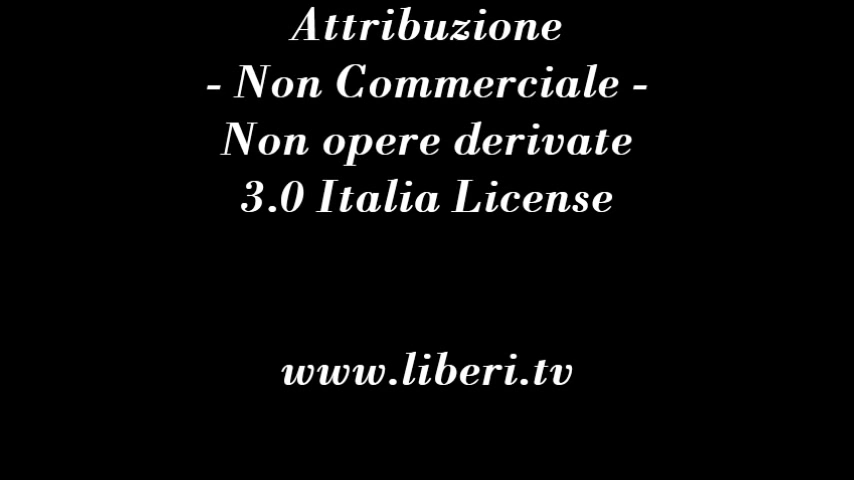 Attribuzione
- Non Commerciale -
Non opere derivate
3.0 Italia License
www.liberi.tv